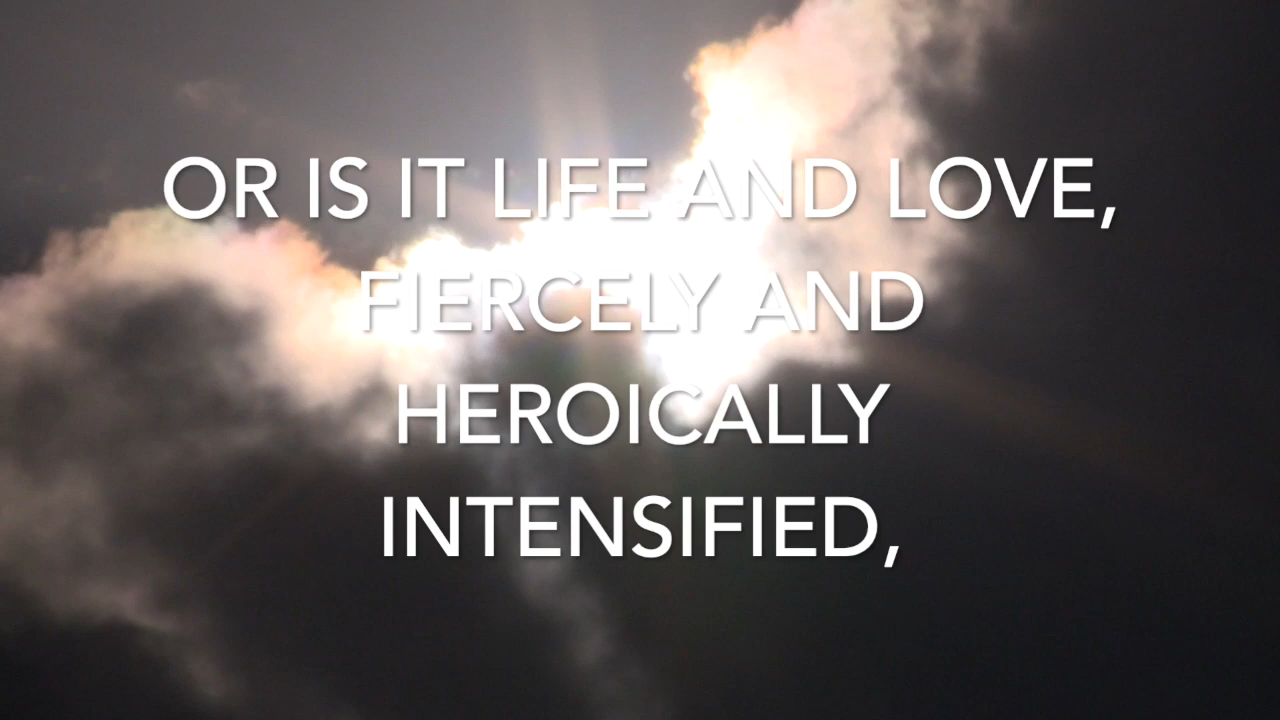 OR IS IT LIFE AND LOVE,
FIERCELY AND
HEROICALLY
INTENSIFIED,